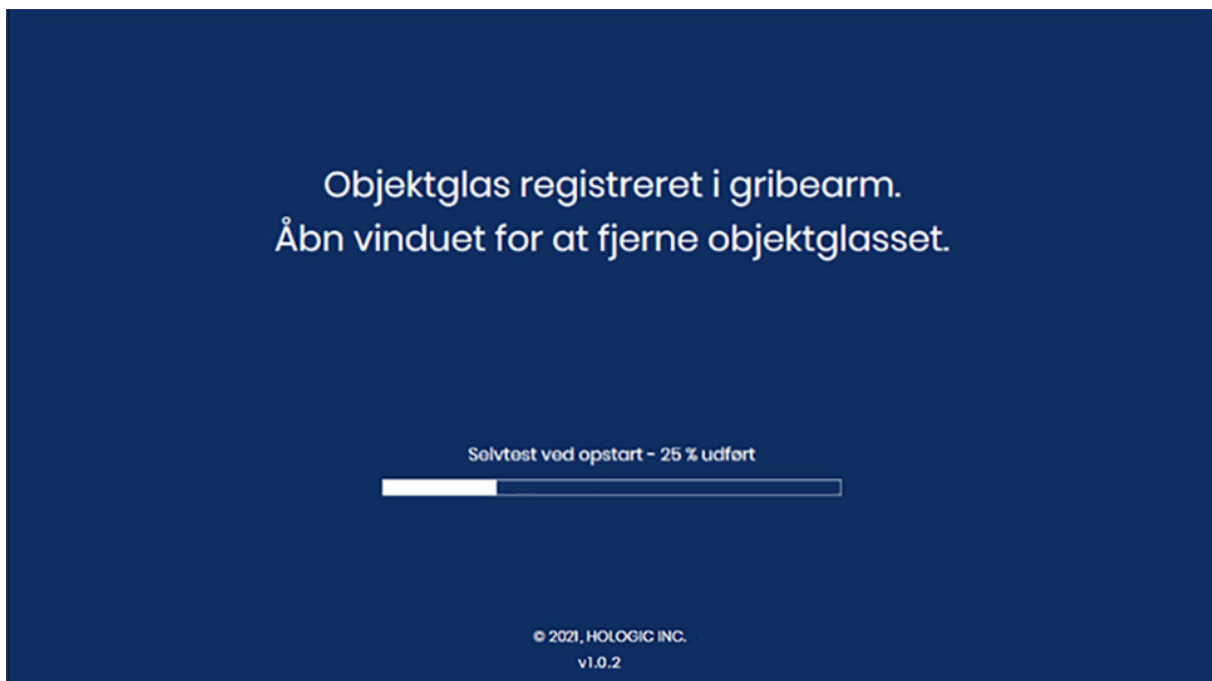 Objektglas registreret i gribearm.
Åbn vinduet for at fjerne objektglasset.
Selvtest ved opstart - 25 % udført
© 2021, HOLOGIC INC.
v1.0.2